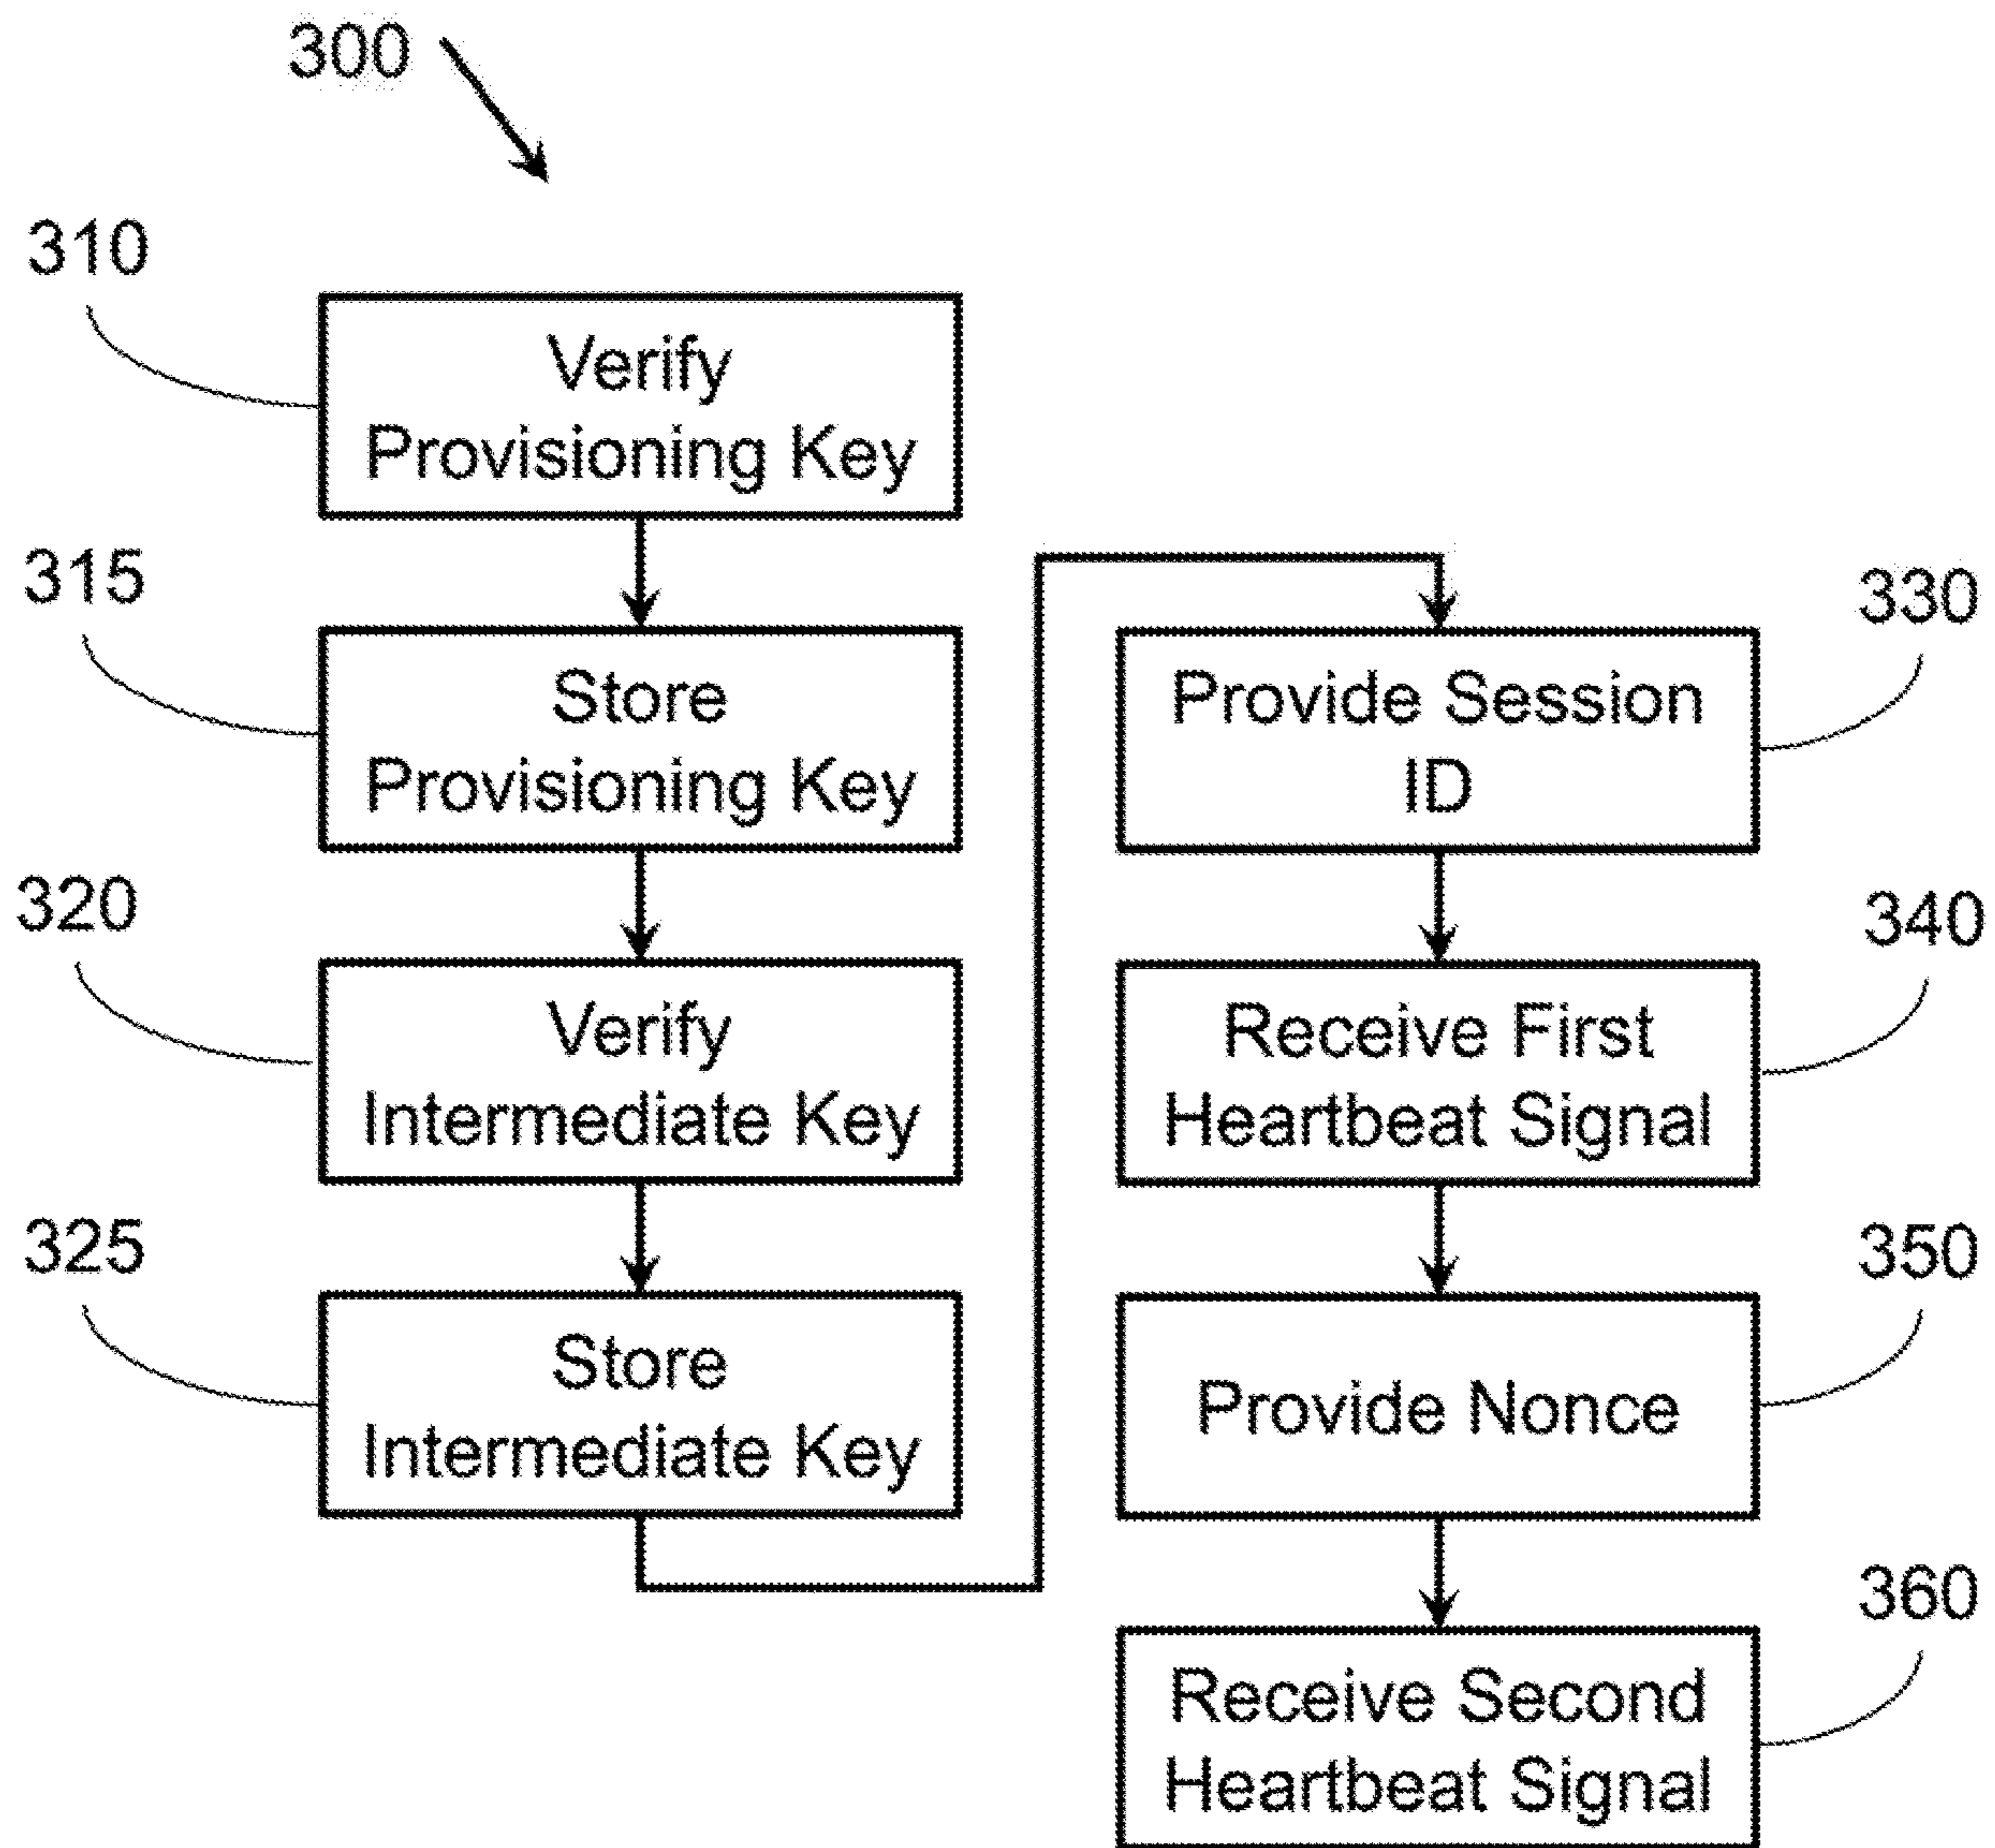 300
310
Verify
Provisioning Key
315
Store
Provisioning Key
320
Verify
Intermediate Key
325
Store
Intermediate Key
330
Provide Session
ID
340
Receive First
Heartbeat Signal
350
Provide Nonce
360
Receive Second
Heartbeat Signal